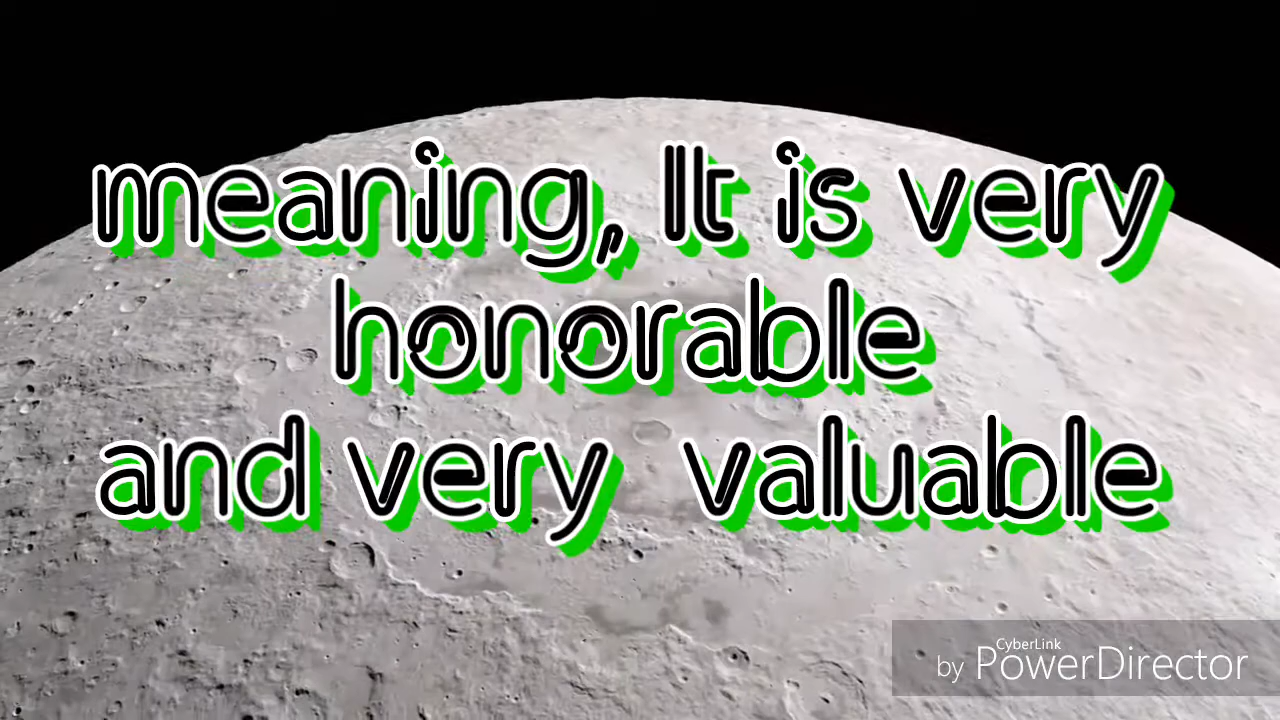 meaning, It is very
honorable
and very valuable
CyberLink
by PowerDirector